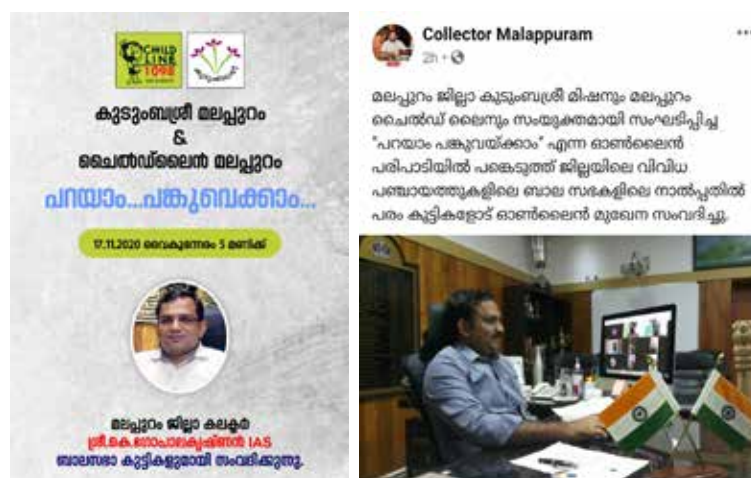 CHILD
LINE
1098
കുടുംബശ്രീ മലപ്പുറം
&
ചൈൽഡ്‌ലൈൻ മലപ്പുറം
പറയാം...പങ്കുവെക്കാം...
17.11.2020 വൈകുന്നേരം 5 മണിക്ക്
മലപ്പുറം ജില്ലാ കലക്ടർ
ശ്രീ.കെ.ഗോപാലകൃഷ്ണൻ IAS
ബാലസഭാ കുട്ടികളുമായി സംവദിക്കുന്നു.
Collector Malappuram
2h
മലപ്പുറം ജില്ലാ കുടുംബശ്രീ മിഷനും മലപ്പുറം
ചൈൽഡ് ലൈനും സംയുക്തമായി സംഘടിപ്പിച്ച
"പറയാം പങ്കുവയ്ക്കാം" എന്ന ഓൺലൈൻ
പരിപാടിയിൽ പങ്കെടുത്ത് ജില്ലയിലെ വിവിധ
പഞ്ചായത്തുകളിലെ ബാല സഭകളിലെ നാൽപ്പതിൽ
പരം കുട്ടികളോട് ഓൺലൈൻ മുഖേന സംവദിച്ചു.